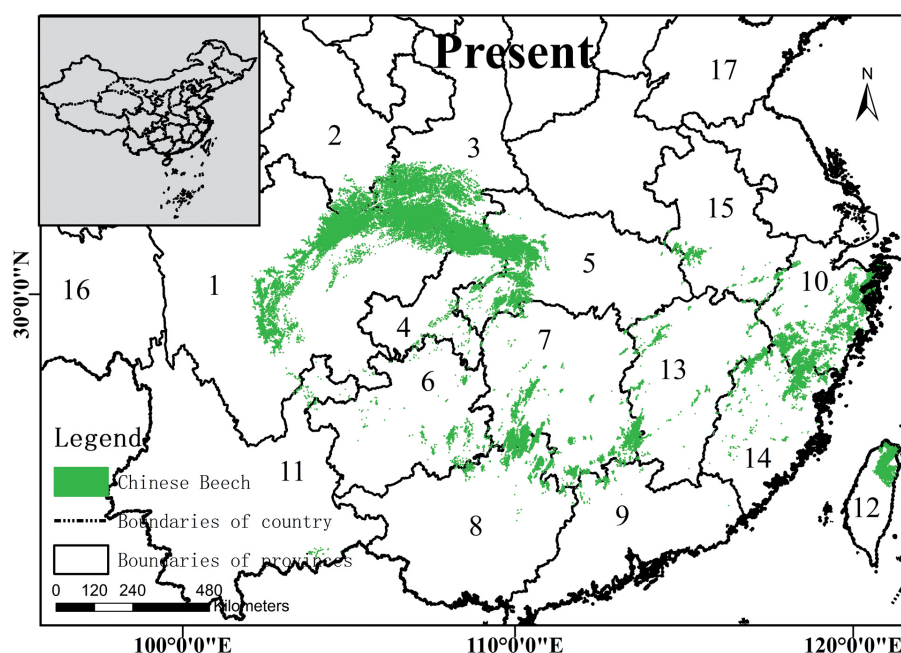 Present
N
17
2
3
15
5
10
16
1
30°0'0"N
4
7
6
13
Legend
Chinese Beech
11
14
12
8
9
Boundaries of country
Boundaries of provinces
0 120 240 480
Kilometers
100°0'0"E 110°0'0"E 120°0'0"E